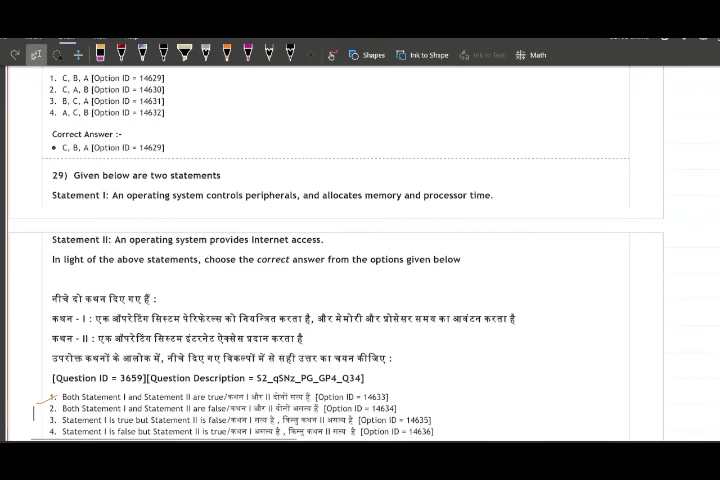 Shapes Ink to Shape Ink to Text Math
1. C, B, A [Option ID = 14629]
2. C, A, B [Option ID = 14630]
3. B, C, A [Option ID = 14631]
4. A, C, B [Option ID = 14632]
Correct Answer :-
• C, B, A [Option ID = 14629]
29) Given below are two statements
Statement I: An operating system controls peripherals, and allocates memory and processor time.
Statement II: An operating system provides Internet access.
In light of the above statements, choose the correct answer from the options given below
नीचे दो कथन दिए गए हैं :
कथन - I : एक ऑपरेटिंग सिस्टम पेरिफेरल्स को नियन्त्रित करता है, और मेमोरी और प्रोसेसर समय का आवंटन करता है
कथन - II : एक ऑपरेटिंग सिस्टम इंटरनेट ऐक्सेस प्रदान करता है
उपरोक्त कथनों के आलोक में, नीचे दिए गए विकल्पों में से सही उत्तर का चयन कीजिए :
[Question ID = 3659][Question Description = S2_qSNz_PG_GP4_Q34]
1. Both Statement I and Statement II are true/कथन I और II दोनों सत्य हैं [Option ID = 14633]
2. Both Statement I and Statement II are false/कथन I और II दोनों असत्य हैं [Option ID = 14634]
3. Statement I is true but Statement II is false/कथन I सत्य है , किन्तु कथन II असत्य है [Option ID = 14635]
4. Statement I is false but Statement II is true/कथन I असत्य है , किन्तु कथन II सत्य है [Option ID = 14636]